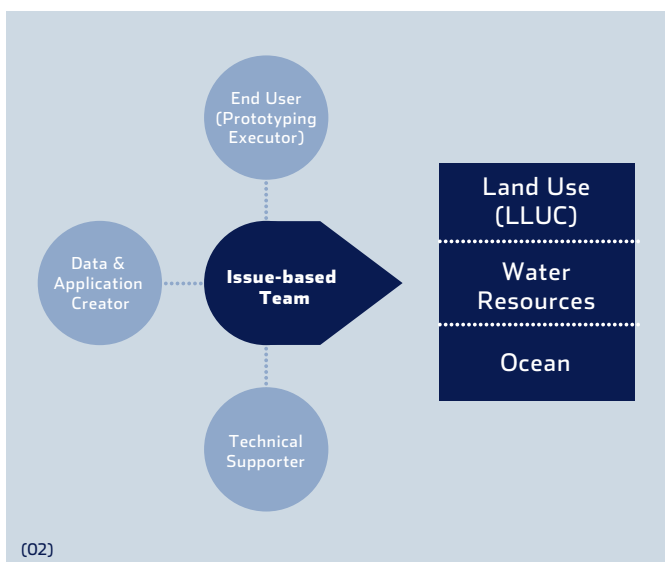 End User
(Prototyping
Executor)
Data &
Application
Creator
Issue-based
Team
Technical
Supporter
Land Use
(LLUC)
Water
Resources
Ocean
(02)